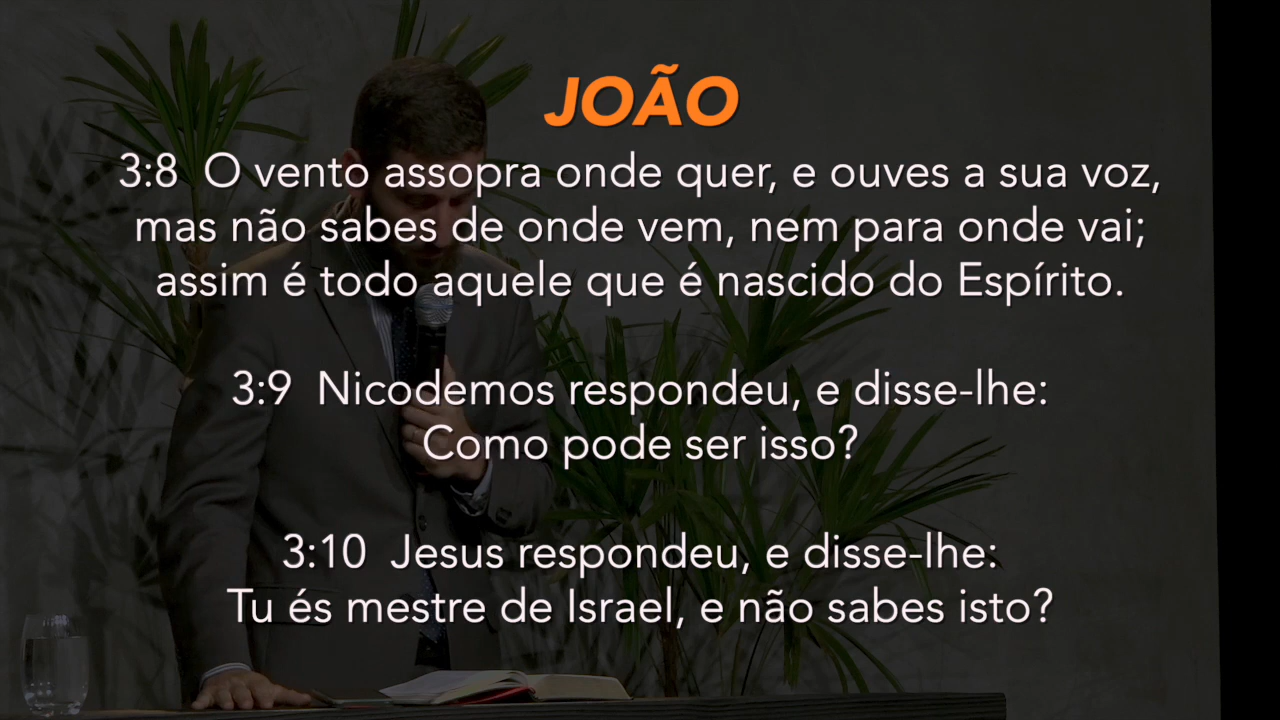 JOÃO
3:8 O vento assopra onde quer, e ouves a sua voz,
mas não sabes de onde vem, nem para onde vai;
assim é todo aquele que é nascido do Espírito.
3:9 Nicodemos respondeu, e disse-lhe:
Como pode ser isso?
3:10 Jesus respondeu, e disse-lhe:
Tu és mestre de Israel, e não sabes isto?